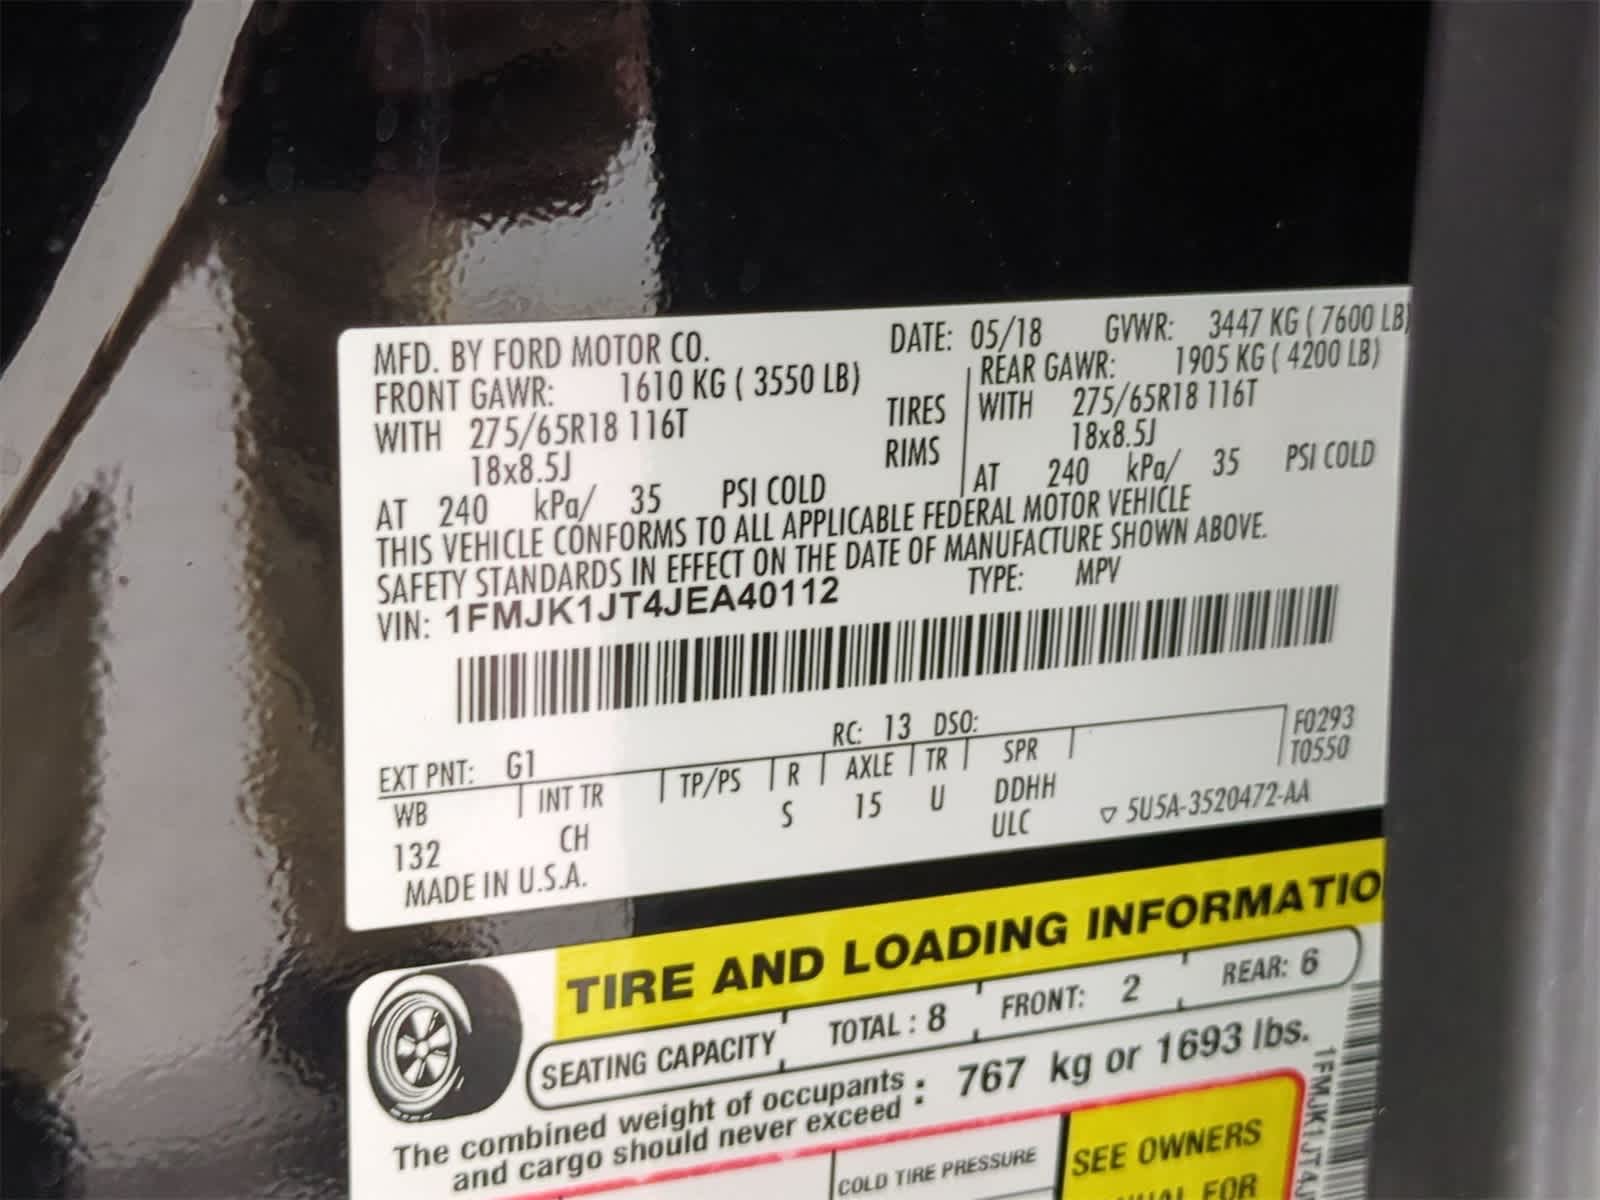 MFD. BY FORD MOTOR CO. DATE: 05/18 GVWR: 3447 KG ( 7600 LB)
FRONT GAWR: 1610 KG ( 3550 LB) REAR GAWR: 1905 KG ( 4200 LB)
WITH 275/65R18 116T TIRES WITH 275/65R18 116T
18x8.5J RIMS 18x8.5J
AT 240 kPa/ 35 PSI COLD AT 240 kPa/ 35 PSI COLD
THIS VEHICLE CONFORMS TO ALL APPLICABLE FEDERAL MOTOR VEHICLE
SAFETY STANDARDS IN EFFECT ON THE DATE OF MANUFACTURE SHOWN ABOVE.
VIN: 1FMJK1JT4JEA40112 TYPE: MPV
EXT PNT: G1 RC: 13 DSO: F0293
WB INT TR TP/PS R AXLE TR SPR T0550
132 CH S 15 U DDHH
ULC ▽ 5U5A-3520472-AA
MADE IN U.S.A.
TIRE AND LOADING INFORMATIO
SEATING CAPACITY TOTAL : 8 FRONT: 2 REAR: 6
The combined weight of occupants
and cargo should never exceed : 767 kg or 1693 lbs.
COLD TIRE PRESSURE
SEE OWNERS
FOR
1FMJK1JT4J